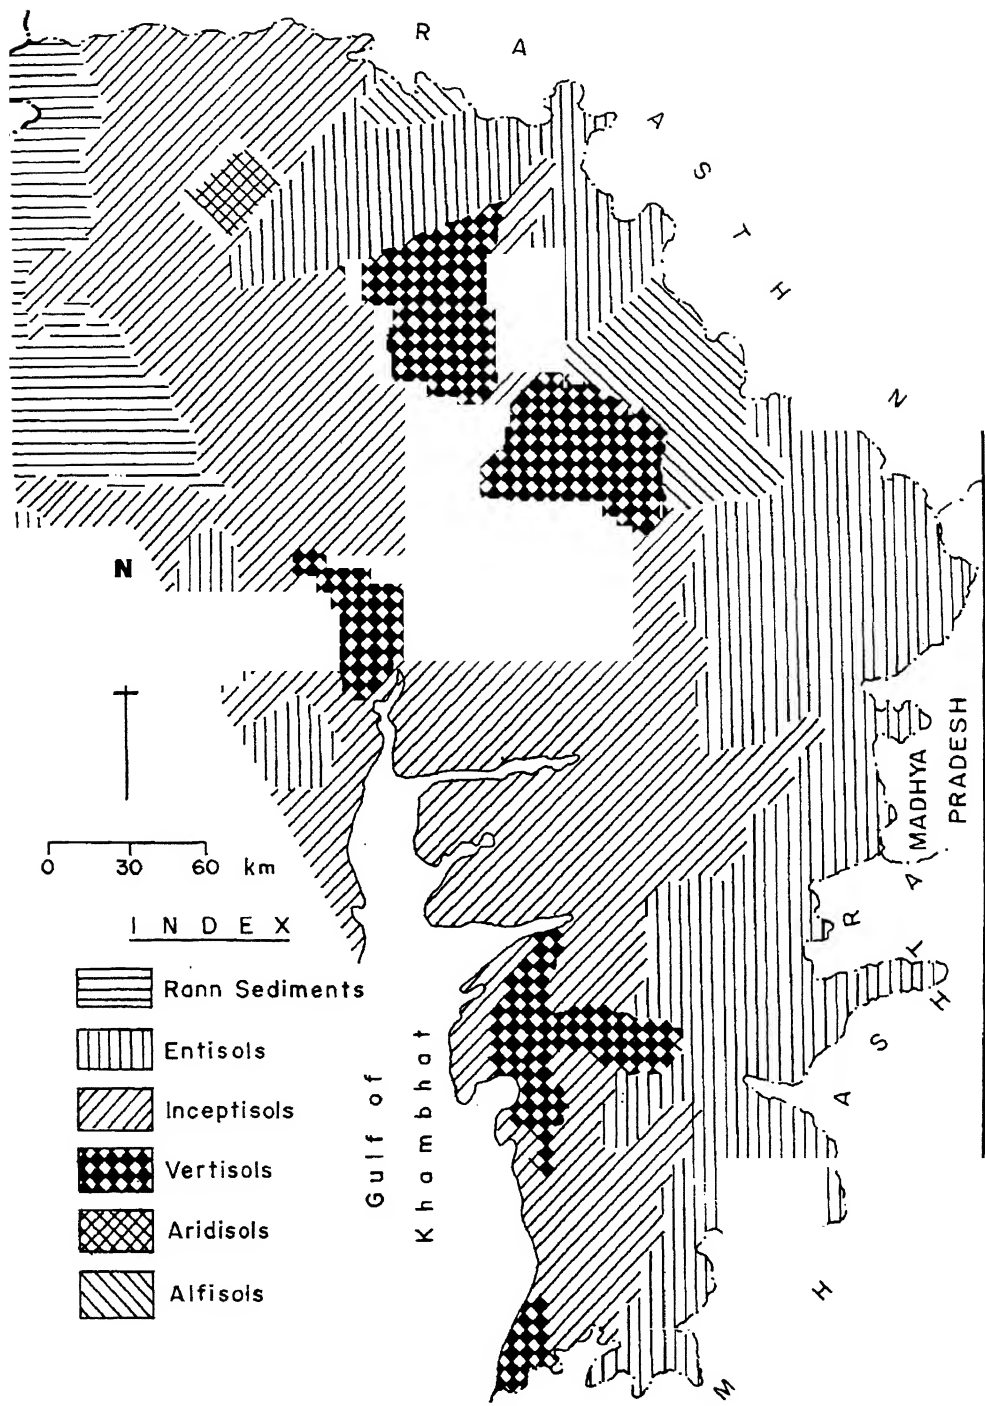 R A A S T H N
N
MADHYA
PRADESH
0 30 60 km
I N D E X
Rann Sediments
Entisols
Inceptisols
Vertisols
Aridisols
Alfisols
Gulf of
Khambhat
M A H A R A S H T R A